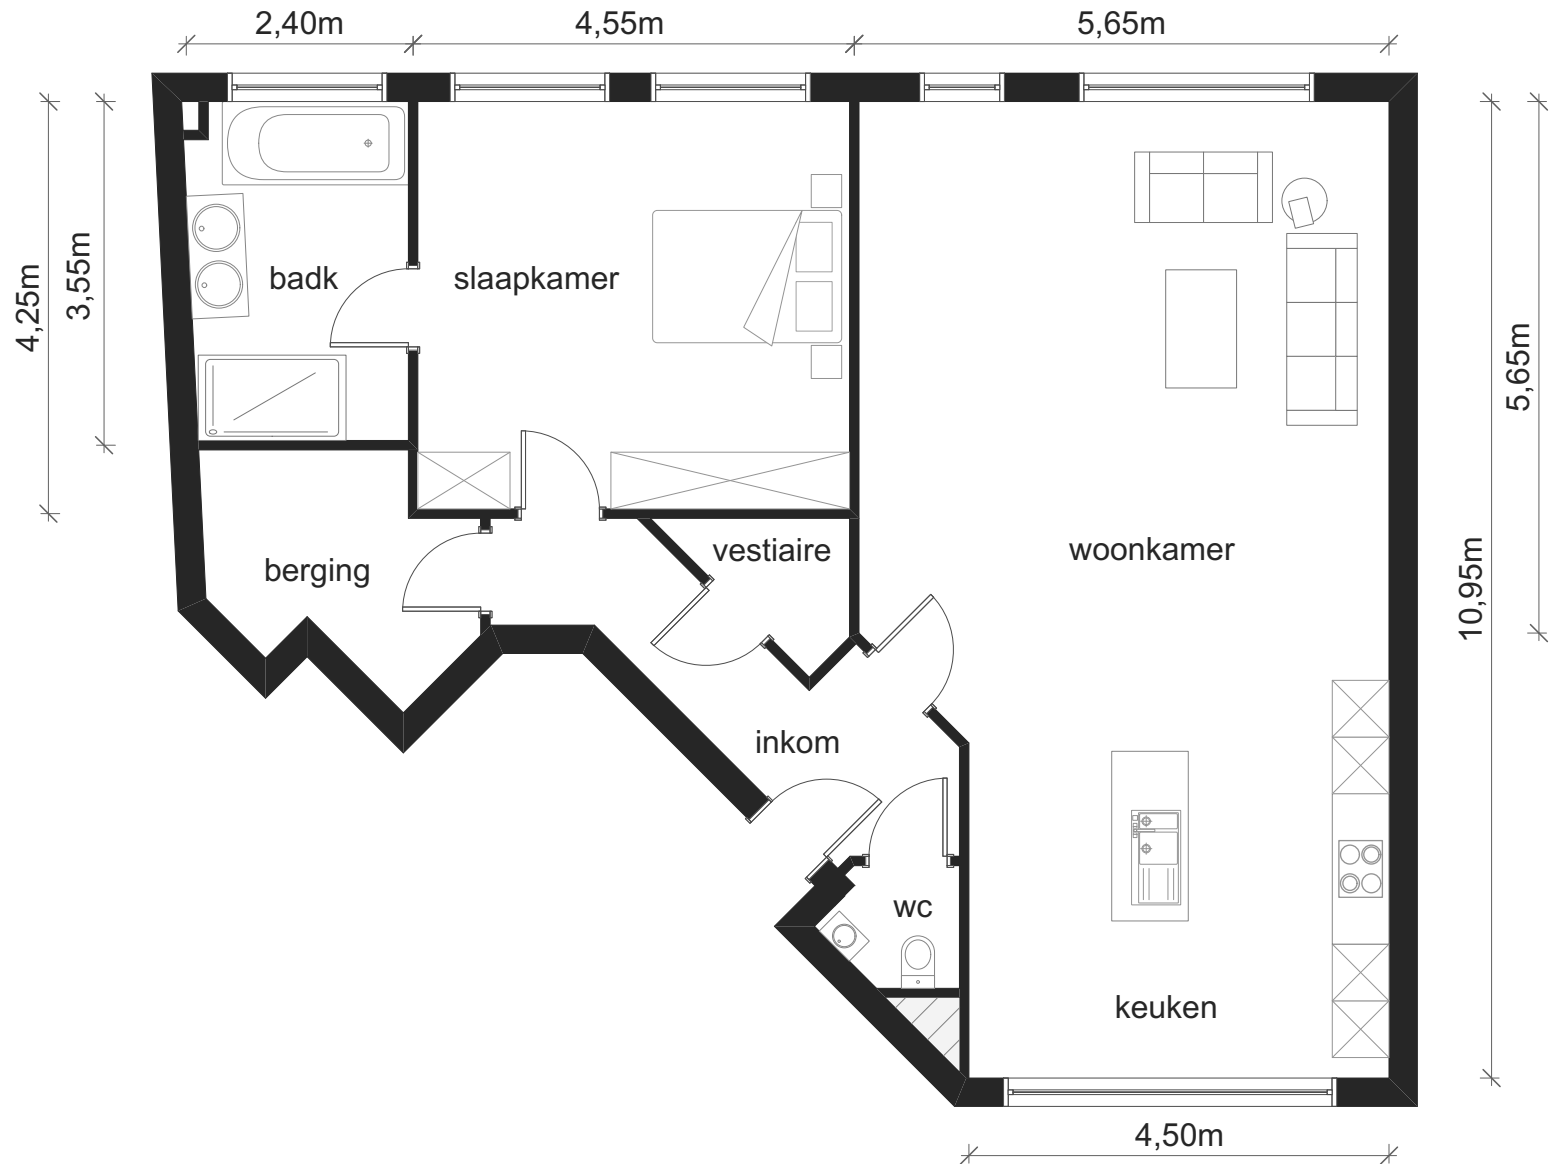 2,40m
4,55m
5,65m
4,25m
3,55m
badk
slaapkamer
5,65m
berging
vestiaire
woonkamer
10,95m
inkom
wc
keuken
4,50m